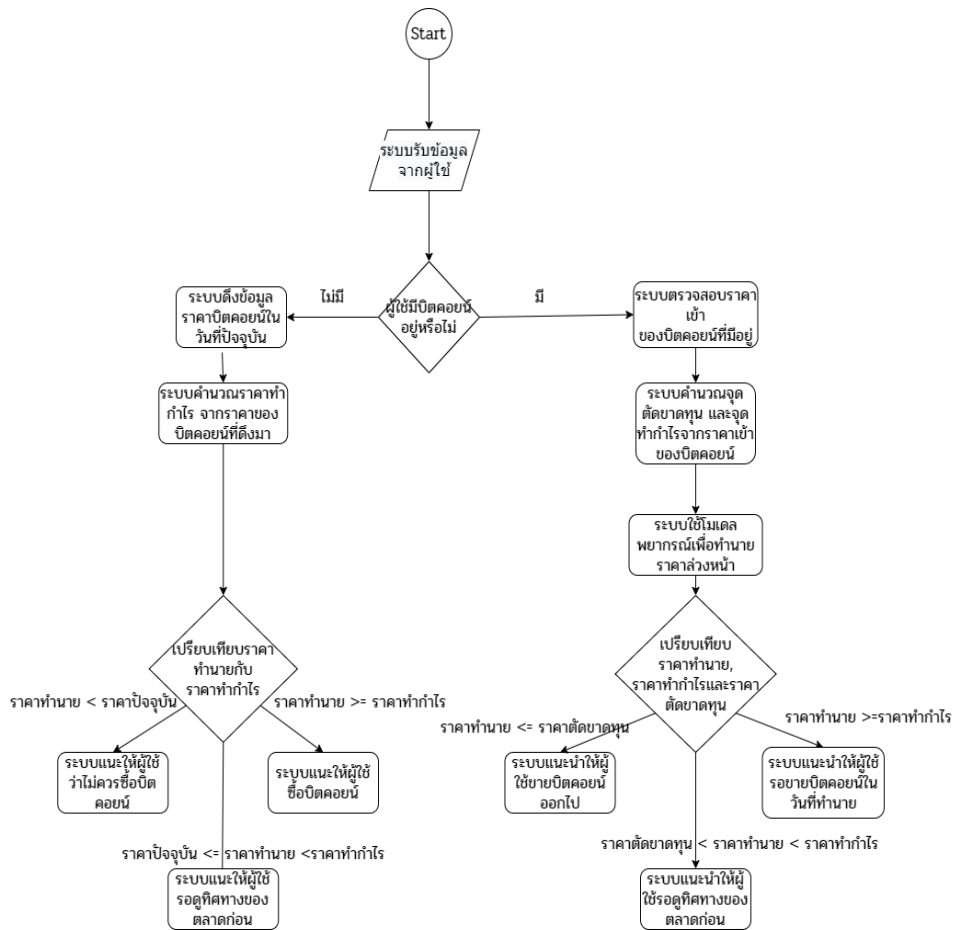 Start
ระบบรับข้อมูล
จากผู้ใช้
ผู้ใช้มีบิตคอยน์
อยู่หรือไม่
ไม่มี
มี
ระบบดึงข้อมูล
ราคาบิตคอยน์ใน
วันที่ปัจจุบัน
ระบบคำนวณราคาทำ
กำไร จากราคาของ
บิตคอยน์ที่ดึงมา
เปรียบเทียบราคา
ทำนายกับ
ราคาทำกำไร
ราคาทำนาย < ราคาปัจจุบัน
ราคาทำนาย >= ราคาทำกำไร
ระบบแนะให้ผู้ใช้
ว่าไม่ควรซื้อบิต
คอยน์
ระบบแนะให้ผู้ใช้
ซื้อบิตคอยน์
ราคาปัจจุบัน <= ราคาทำนาย <ราคาทำกำไร
ระบบแนะให้ผู้ใช้
รอดูทิศทางของ
ตลาดก่อน
ระบบตรวจสอบราคา
เข้า
ของบิตคอยน์ที่มีอยู่
ระบบคำนวณจุด
ตัดขาดทุน และจุด
ทำกำไรจากราคาเข้า
ของบิตคอยน์
ระบบใช้โมเดล
พยากรณ์เพื่อทำนาย
ราคาล่วงหน้า
เปรียบเทียบ
ราคาทำนาย,
ราคาทำกำไรและราคา
ตัดขาดทุน
ราคาทำนาย <= ราคาตัดขาดทุน
ราคาทำนาย >=ราคาทำกำไร
ระบบแนะนำให้ผู้
ใช้ขายบิตคอยน์
ออกไป
ระบบแนะนำให้ผู้ใช้
รอขายบิตคอยน์ใน
วันที่ทำนาย
ราคาตัดขาดทุน < ราคาทำนาย < ราคาทำกำไร
ระบบแนะนำให้ผู้
ใช้รอดูทิศทางของ
ตลาดก่อน